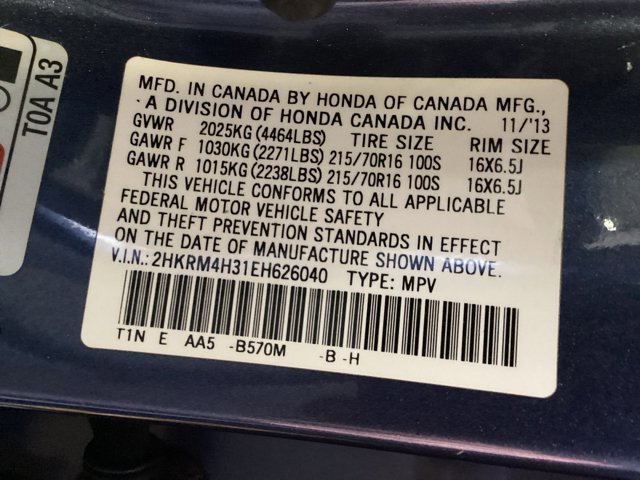 T0A A3
MFD. IN CANADA BY HONDA OF CANADA MFG.,
A DIVISION OF HONDA CANADA INC. 11/'13
GVWR 2025KG (4464LBS) TIRE SIZE RIM SIZE
GAWR F 1030KG (2271LBS) 215/70R16 100S 16X6.5J
GAWR R 1015KG (2238LBS) 215/70R16 100S 16X6.5J
THIS VEHICLE CONFORMS TO ALL APPLICABLE
FEDERAL MOTOR VEHICLE SAFETY
AND THEFT PREVENTION STANDARDS IN EFFECT
ON THE DATE OF MANUFACTURE SHOWN ABOVE.
V.I.N.: 2HKRM4H31EH626040 TYPE: MPV
T1N E AA5 -B570M -B -H